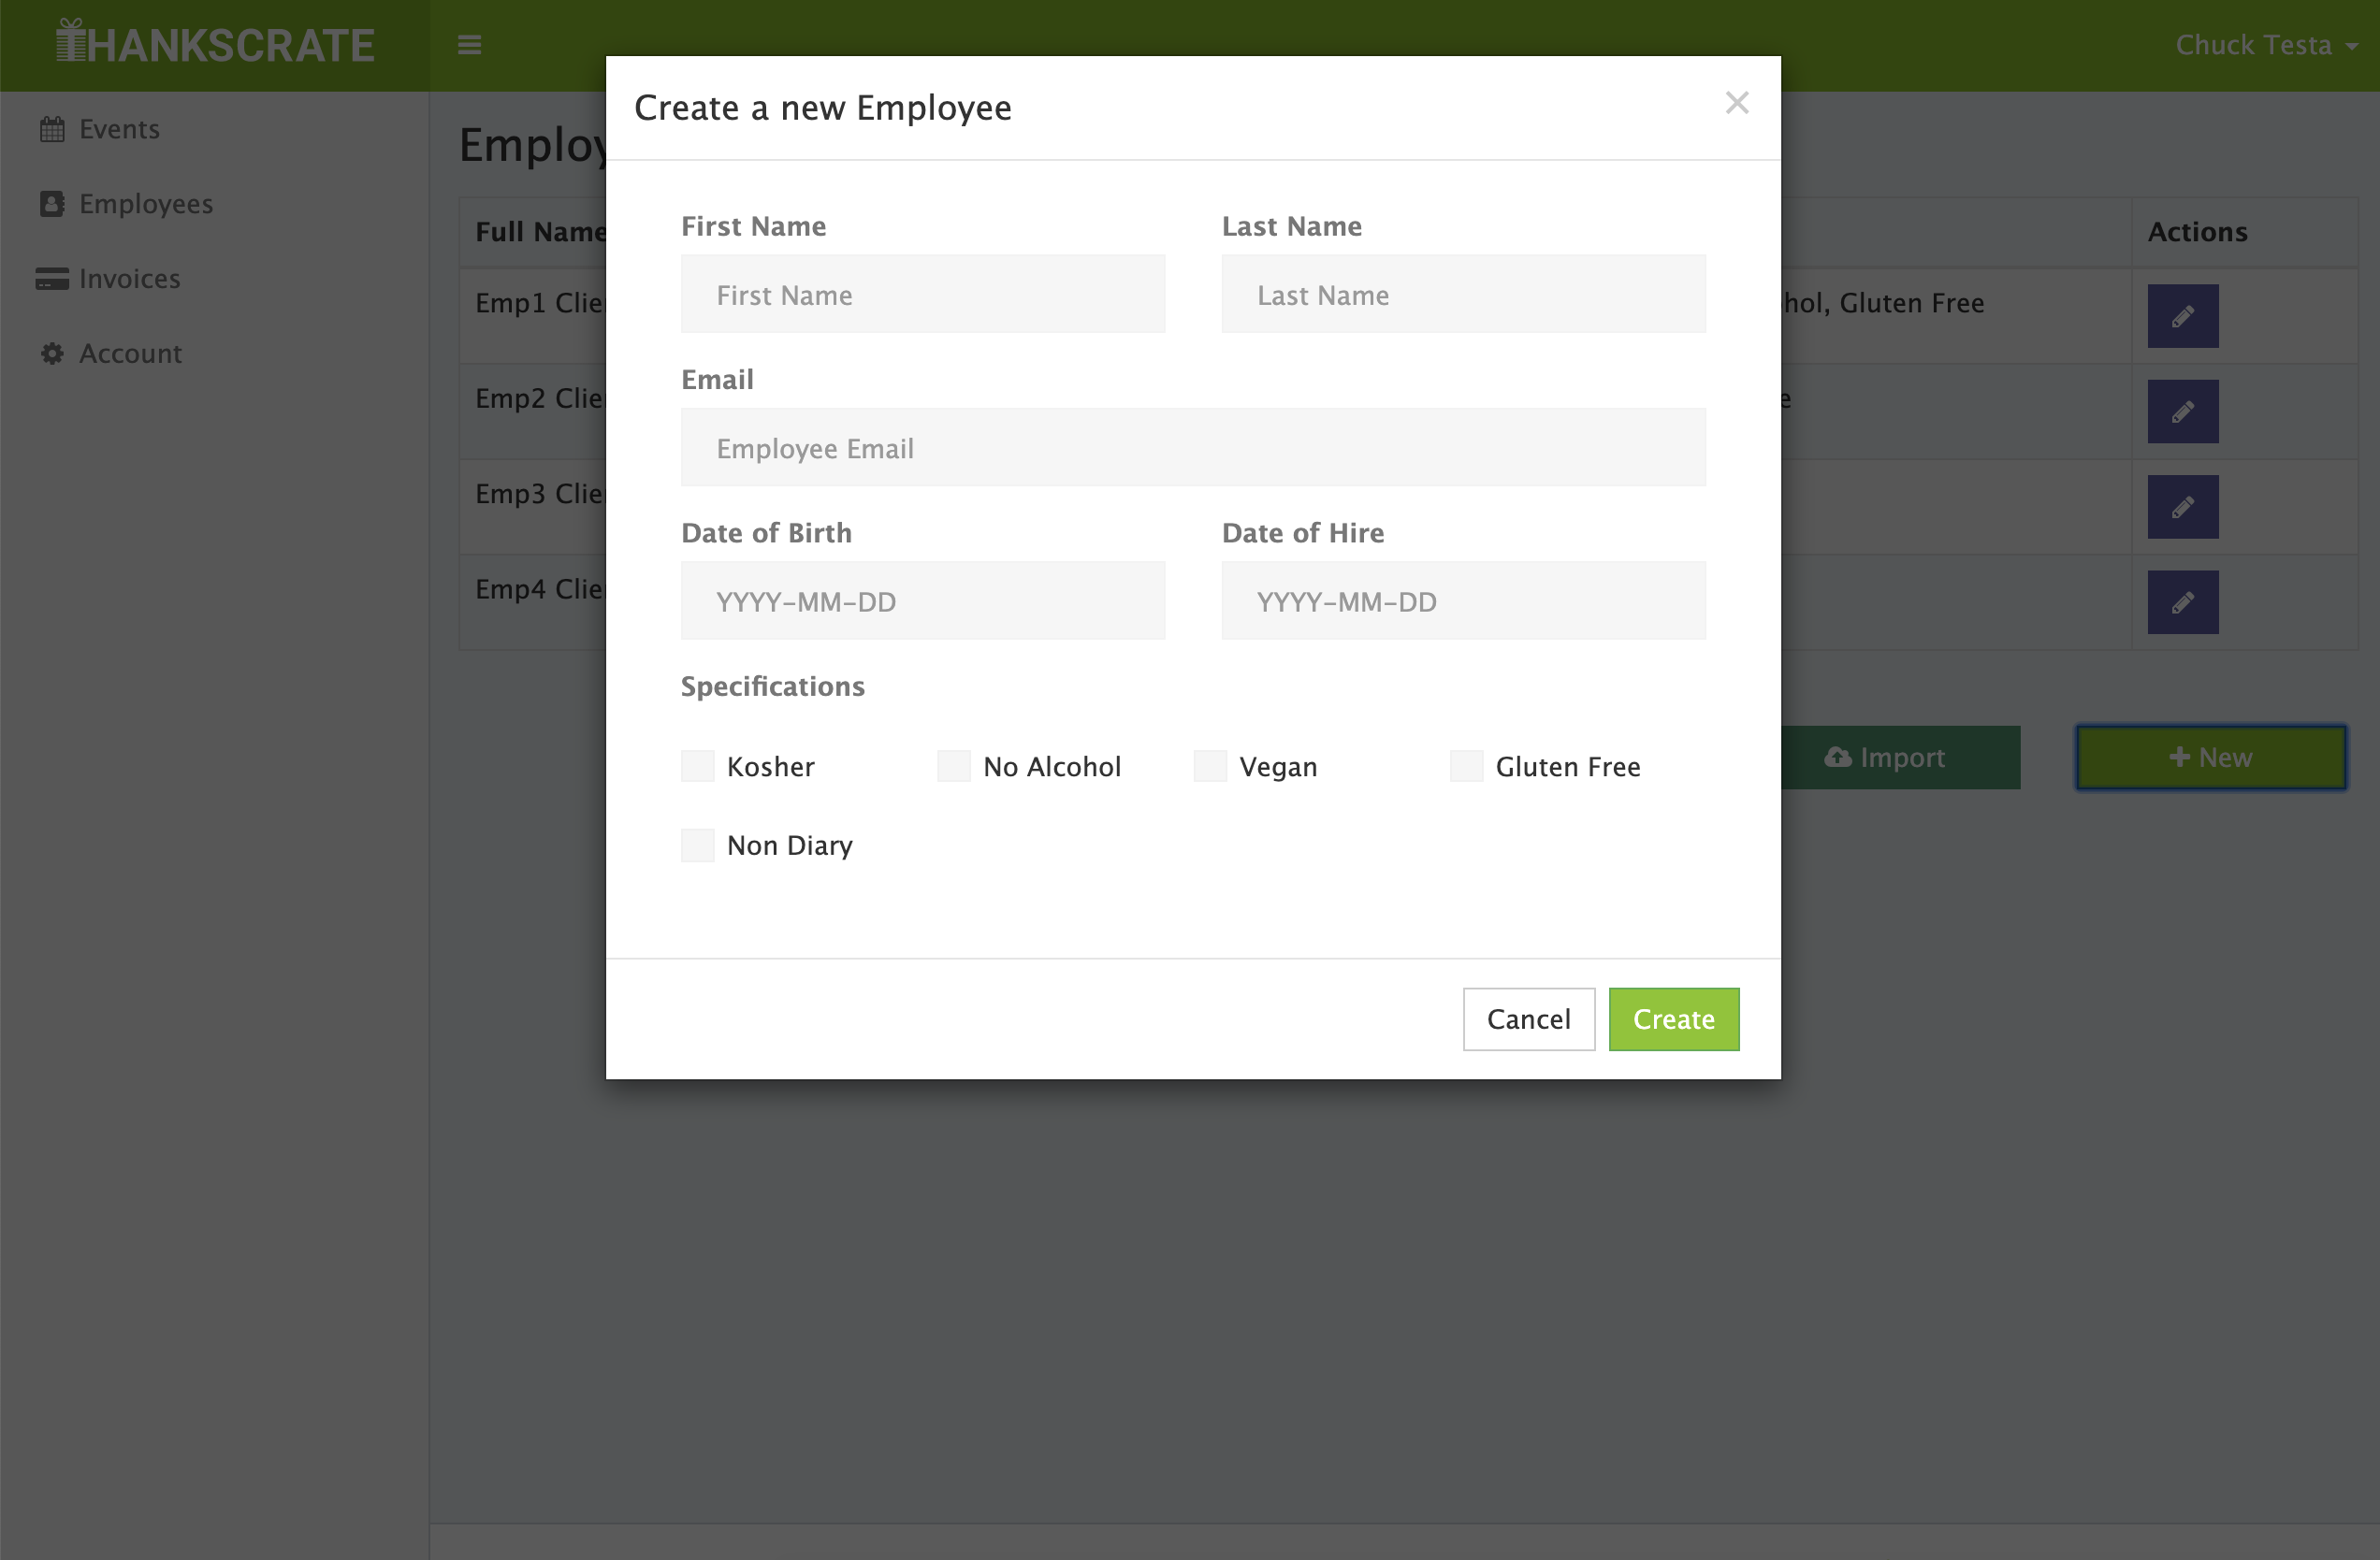 THANKSCRATE
Chuck Testa
Events
Employees
Invoices
Account
Employ
Full Name
Actions
Emp1 Clie
hol, Gluten Free
Emp2 Clie
e
Emp3 Clie
Emp4 Clie
Import
New
Create a new Employee
First Name
Last Name
First Name
Last Name
Email
Employee Email
Date of Birth
Date of Hire
YYYY-MM-DD
YYYY-MM-DD
Specifications
Kosher
No Alcohol
Vegan
Gluten Free
Non Diary
Cancel
Create